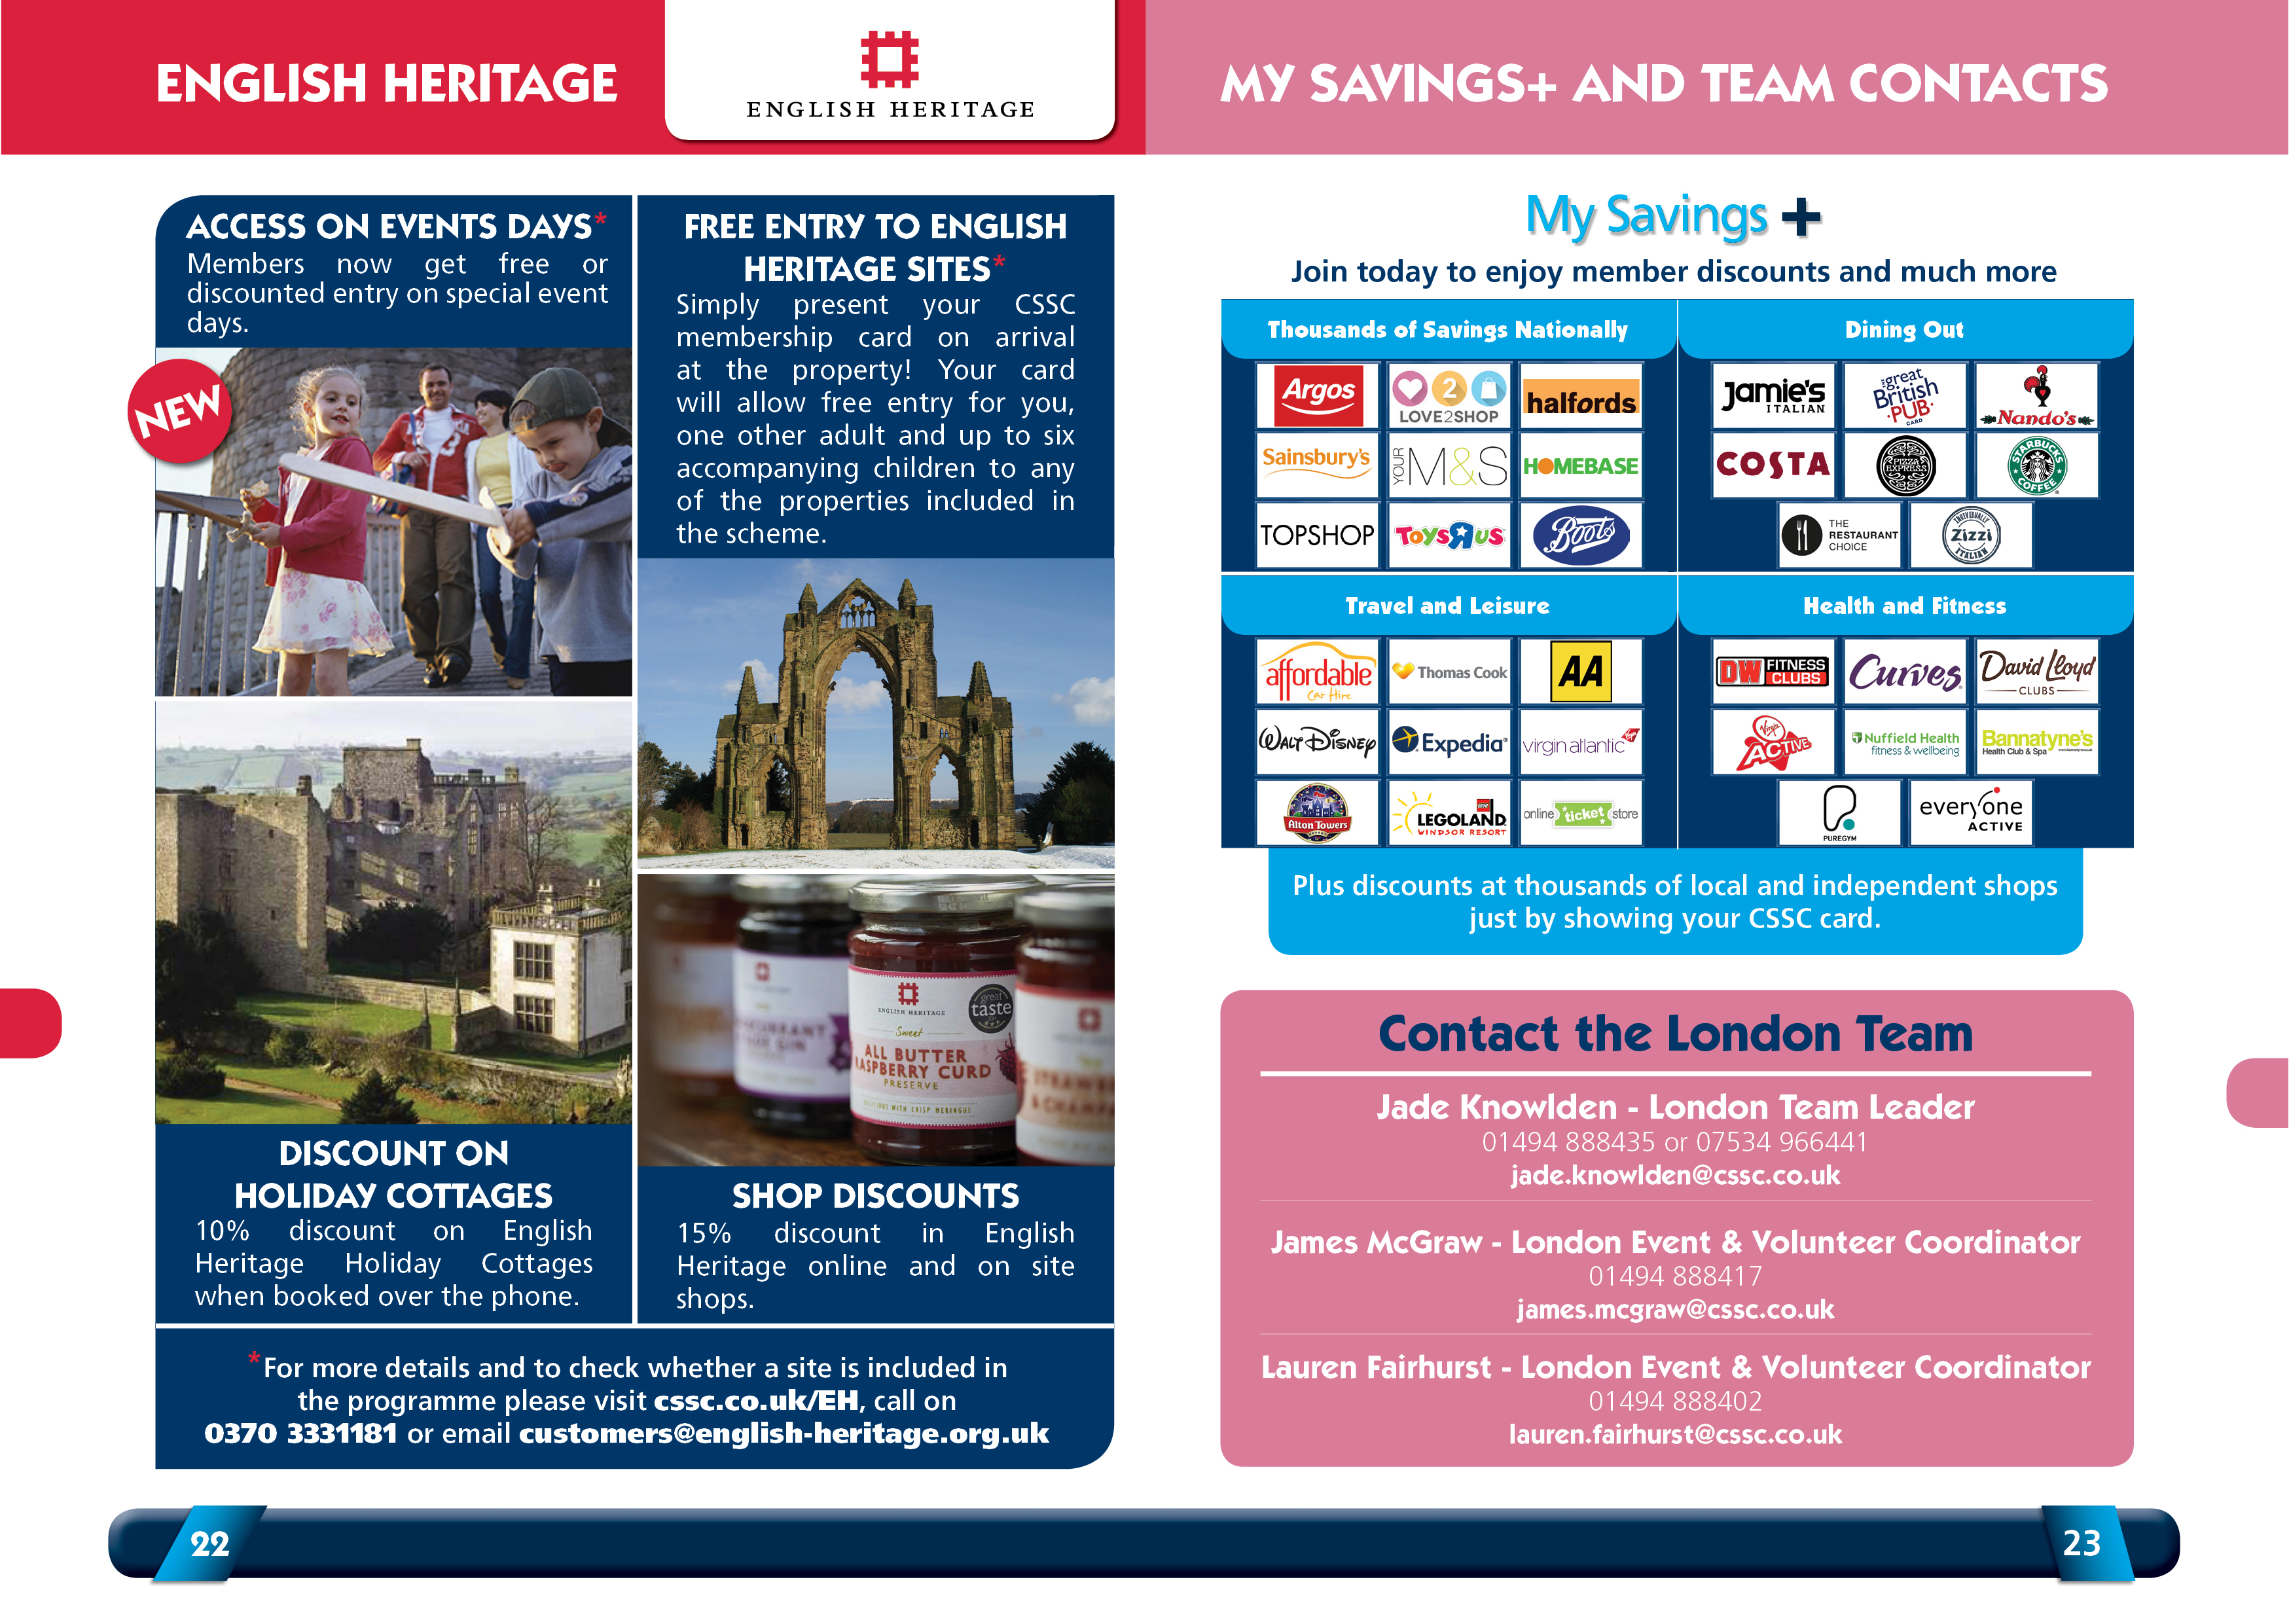 ENGLISH HERITAGE
ENGLISH HERITAGE
ACCESS ON EVENTS DAYS*
Members now get free or
discounted entry on special event
days.
NEW
FREE ENTRY TO ENGLISH
HERITAGE SITES*
Simply present your CSSC
membership card on arrival
at the property! Your card
will allow free entry for you,
one other adult and up to six
accompanying children to any
of the properties included in
the scheme.
ENGLISH HERITAGE
great
taste
Sweet
ALL BUTTER
RASPBERRY CURD
PRESERVE
DELICIOUS WITH CRISP MERINGUE
DISCOUNT ON
HOLIDAY COTTAGES
10% discount on English
Heritage Holiday Cottages
when booked over the phone.
SHOP DISCOUNTS
15% discount in English
Heritage online and on site
shops.
*For more details and to check whether a site is included in
the programme please visit cssc.co.uk/EH, call on
0370 3331181 or email customers@english-heritage.org.uk
22
MY SAVINGS+ AND TEAM CONTACTS
My Savings +
Join today to enjoy member discounts and much more
Thousands of Savings Nationally
Argos
LOVE2SHOP
halfords
Sainsbury's
YOUR M&S
HOMEBASE
TOPSHOP
TOYS R US
Boots
Dining Out
Jamie's
ITALIAN
the great
British
PUB
CARD
Nando's
COSTA
PIZZA
EXPRESS
STARBUCKS
COFFEE
THE
RESTAURANT
CHOICE
INDIVIDUALLY
Zizzi
ITALIAN
Travel and Leisure
affordable
Car Hire
Thomas Cook
AA
WALT DISNEY
Expedia
virgin atlantic
Alton Towers
LEGO
LEGOLAND
WINDSOR RESORT
online ticket store
Health and Fitness
DW FITNESS
CLUBS
Curves
David Lloyd
CLUBS
Virgin
ACTIVE
Nuffield Health
fitness & wellbeing
Bannatyne's
Health Club & Spa
PUREGYM
everyone
ACTIVE
Plus discounts at thousands of local and independent shops
just by showing your CSSC card.
Contact the London Team
Jade Knowlden - London Team Leader
01494 888435 or 07534 966441
jade.knowlden@cssc.co.uk
James McGraw - London Event & Volunteer Coordinator
01494 888417
james.mcgraw@cssc.co.uk
Lauren Fairhurst - London Event & Volunteer Coordinator
01494 888402
lauren.fairhurst@cssc.co.uk
23